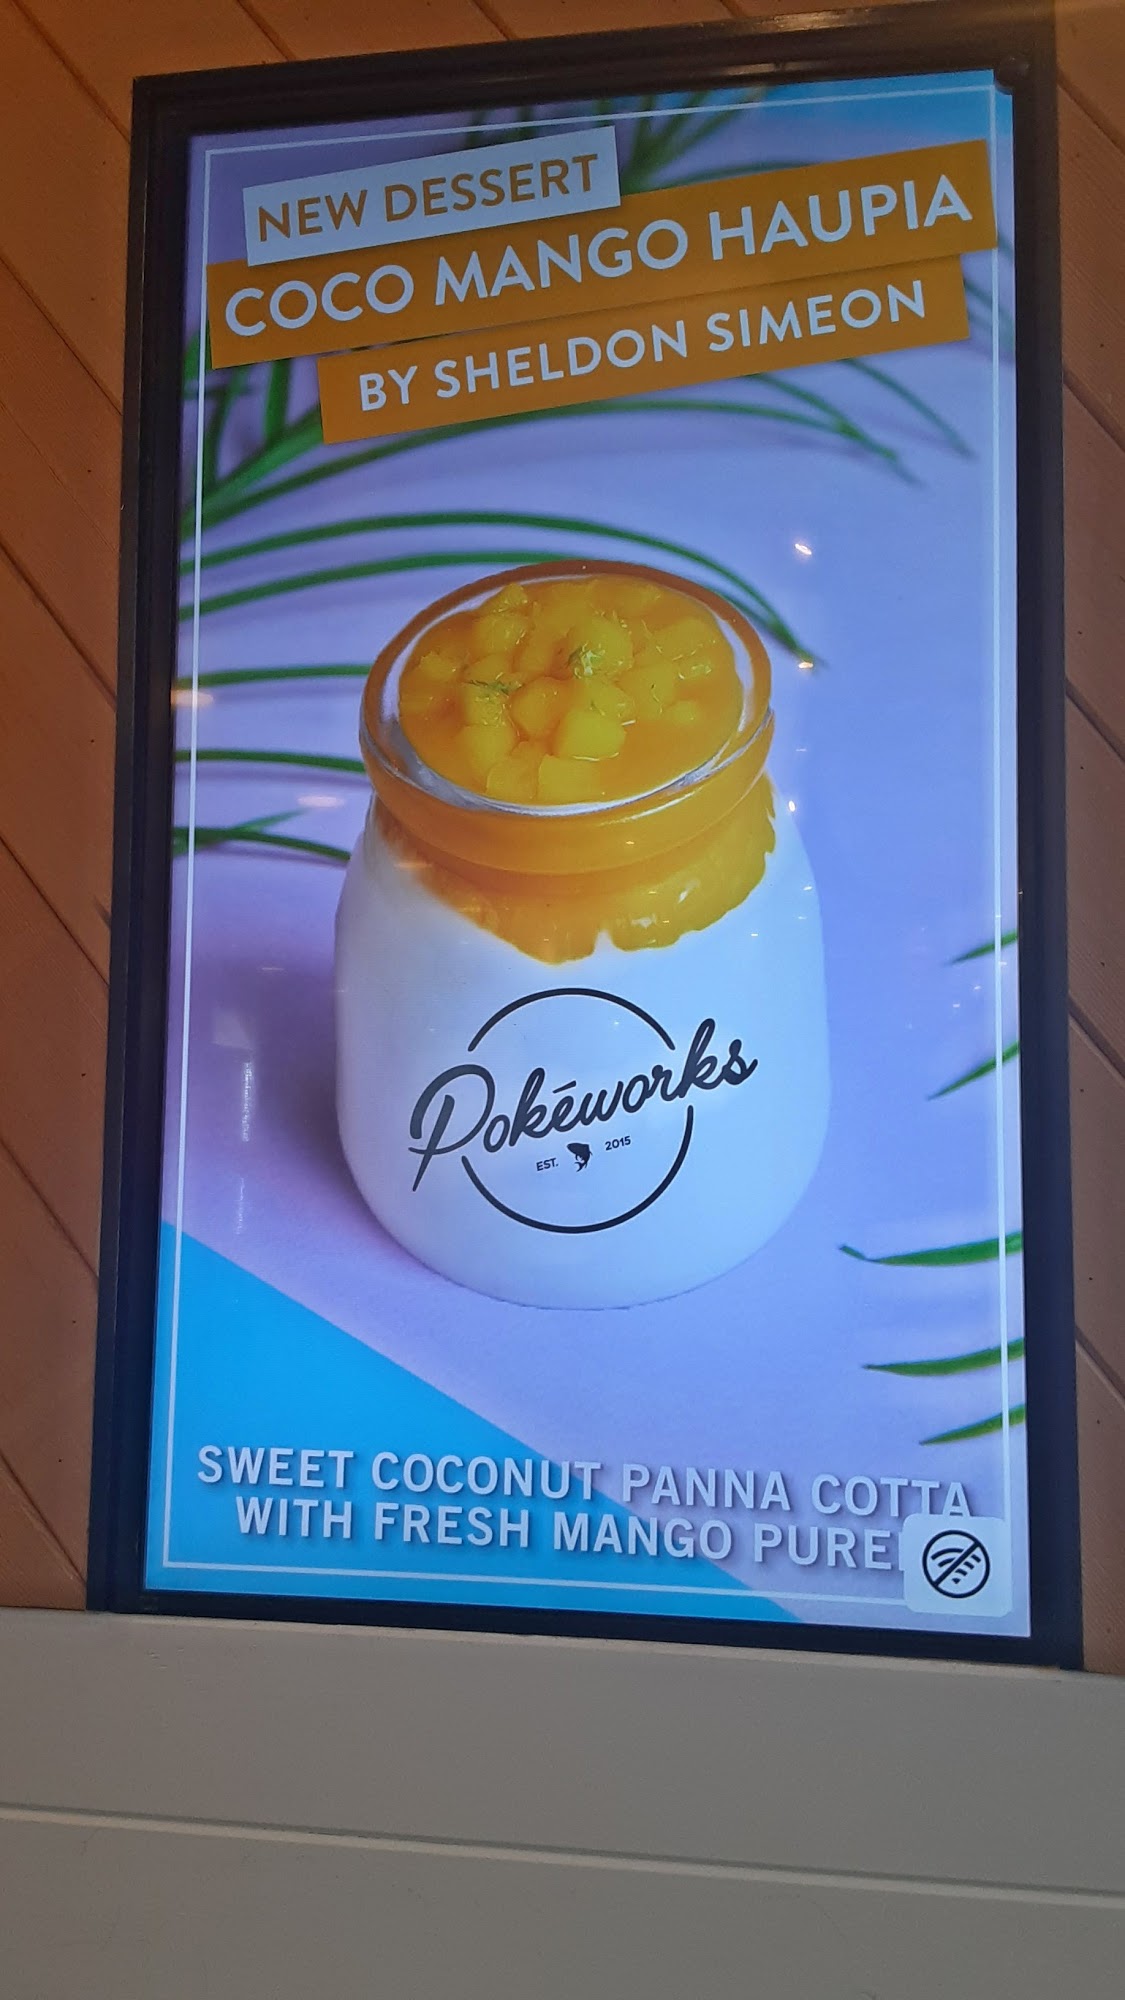 NEW DESSERT
COCO MANGO HAUPIA
BY SHELDON SIMEON
Pokéworks
EST. 2015
SWEET COCONUT PANNA COTTA
WITH FRESH MANGO PURE